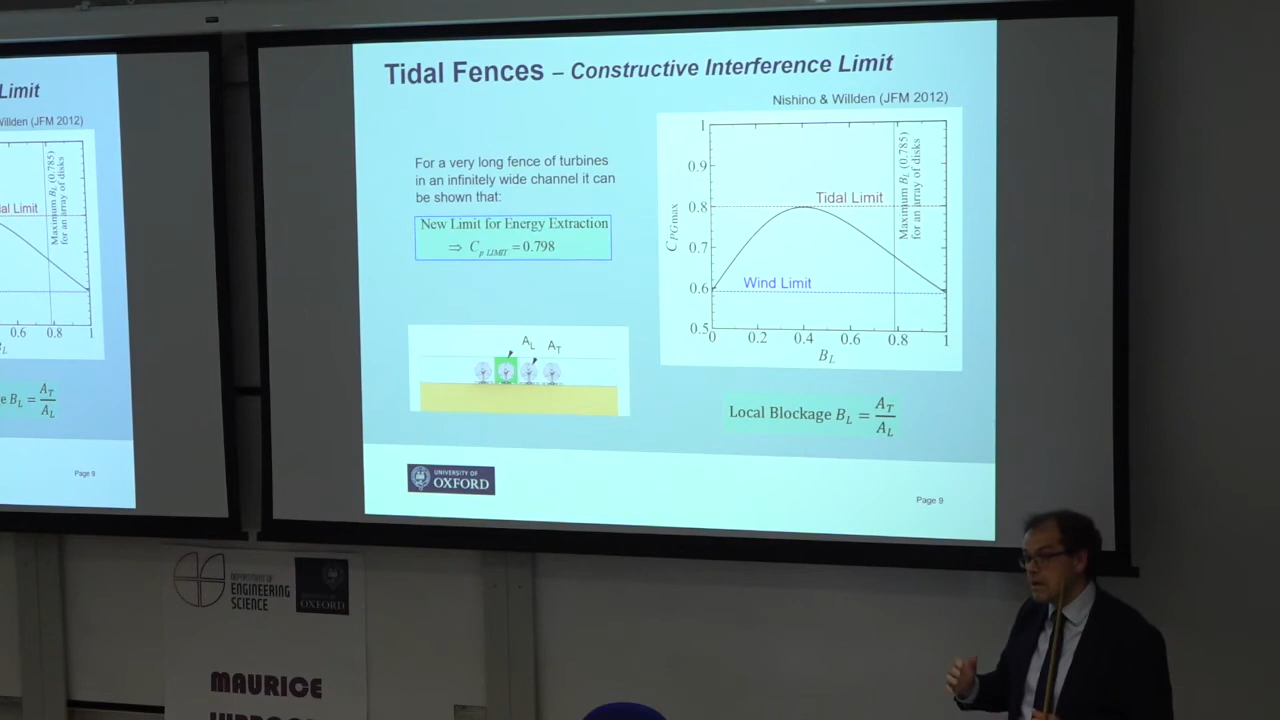 Limit
Willden (JFM 2012)
Maximum B_L (0.785)
for an array of disks
al Limit
0.6 0.8 1
e B_L = A_T / A_L
Page 9
Tidal Fences – Constructive Interference Limit
Nishino & Willden (JFM 2012)
For a very long fence of turbines
in an infinitely wide channel it can
be shown that:
New Limit for Energy Extraction
⇒ C_p LIMIT = 0.798
A_L A_T
1
0.9
0.8
0.7
0.6
0.5
C_PGmax
Tidal Limit
Wind Limit
Maximum B_L (0.785)
for an array of disks
0 0.2 0.4 0.6 0.8 1
B_L
Local Blockage B_L = A_T / A_L
UNIVERSITY OF
OXFORD
Page 9
DEPARTMENT OF
ENGINEERING
SCIENCE
UNIVERSITY OF
OXFORD
MAURICE